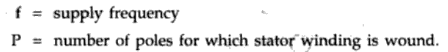 f = supply frequency
P = number of poles for which stator winding is wound.